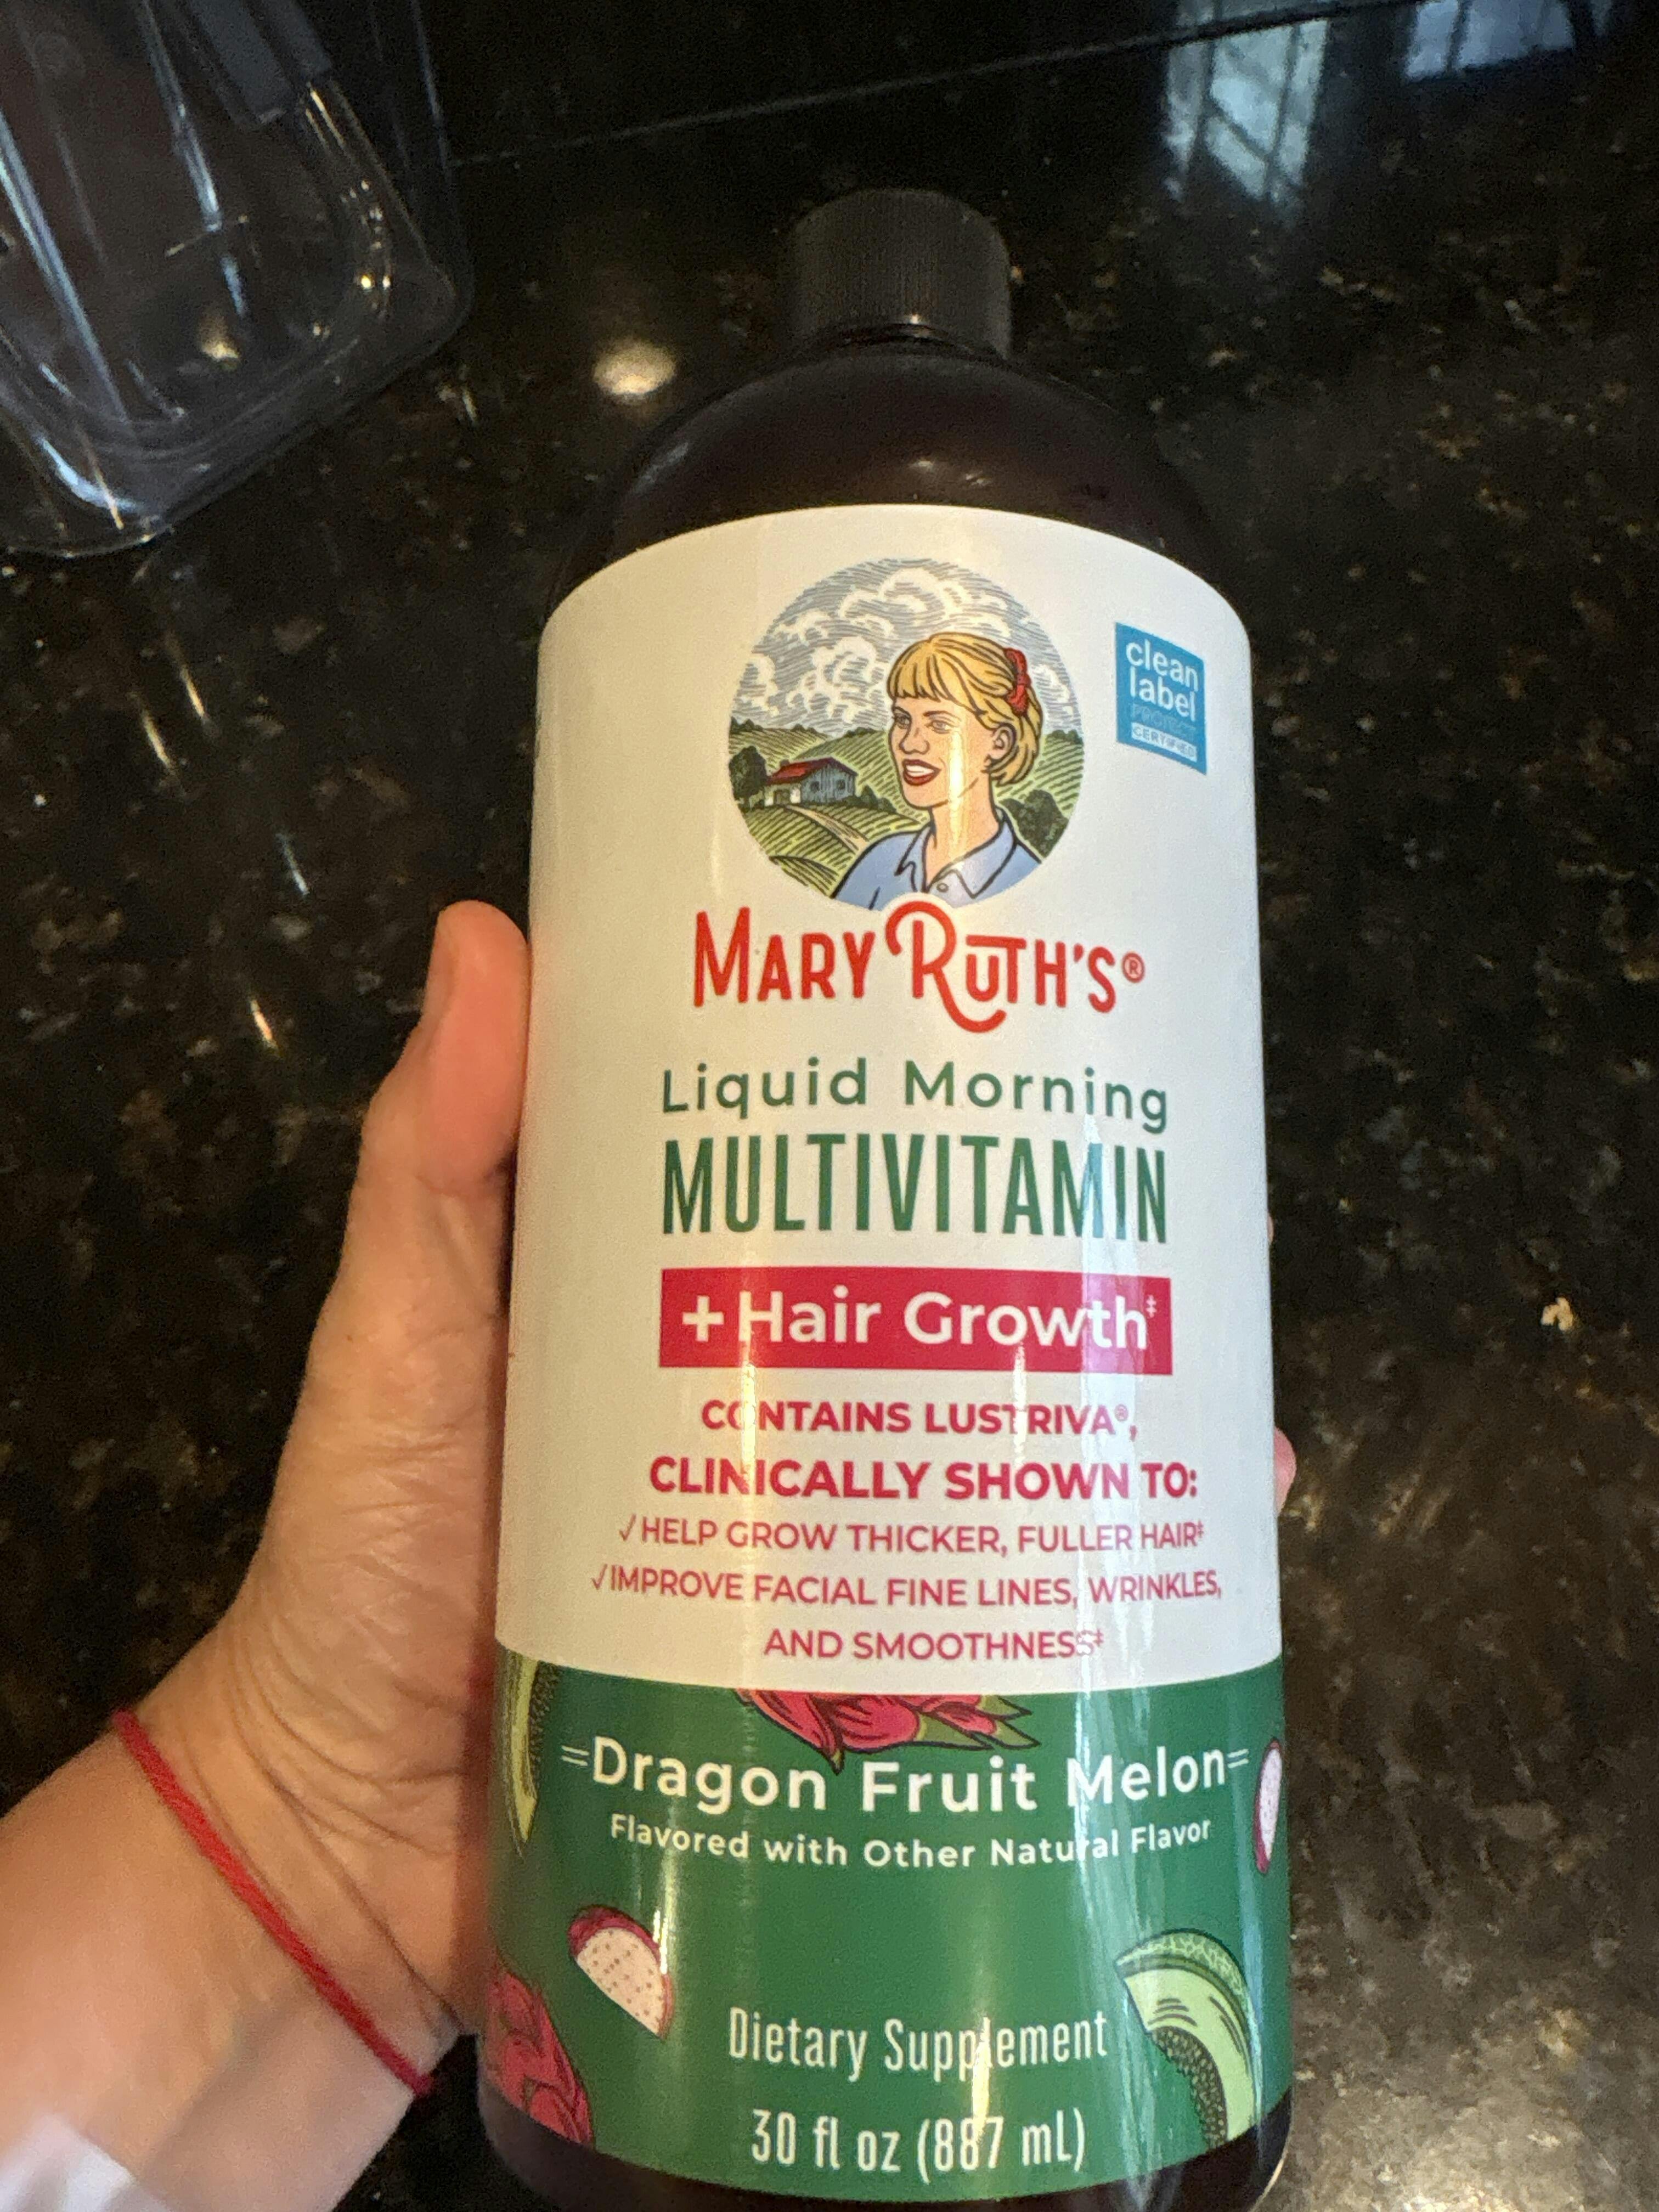 clean
label
PROJECT
CERTIFIED
MARY RUTH'S®
Liquid Morning
MULTIVITAMIN
+Hair Growth‡
CONTAINS LUSTRIVA®,
CLINICALLY SHOWN TO:
√HELP GROW THICKER, FULLER HAIR‡
√IMPROVE FACIAL FINE LINES, WRINKLES,
AND SMOOTHNESS‡
=Dragon Fruit Melon=
Flavored with Other Natural Flavor
Dietary Supplement
30 fl oz (887 mL)